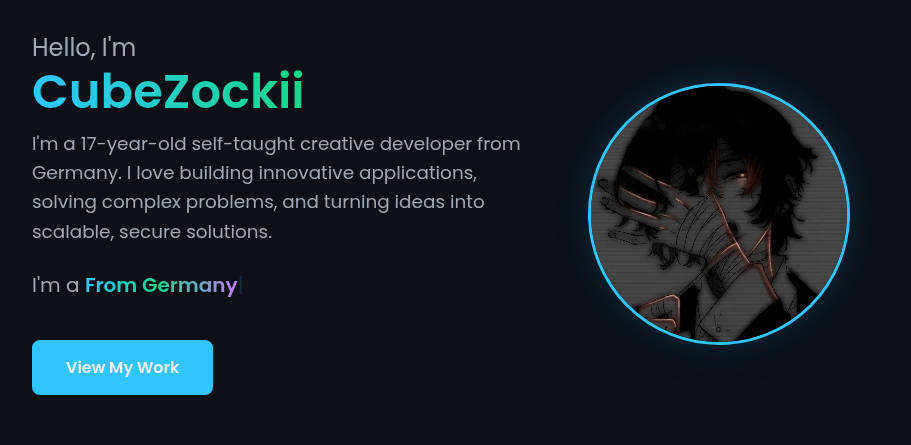 Hello, I'm
CubeZockii
I'm a 17-year-old self-taught creative developer from
Germany. I love building innovative applications,
solving complex problems, and turning ideas into
scalable, secure solutions.
I'm a From Germany
View My Work